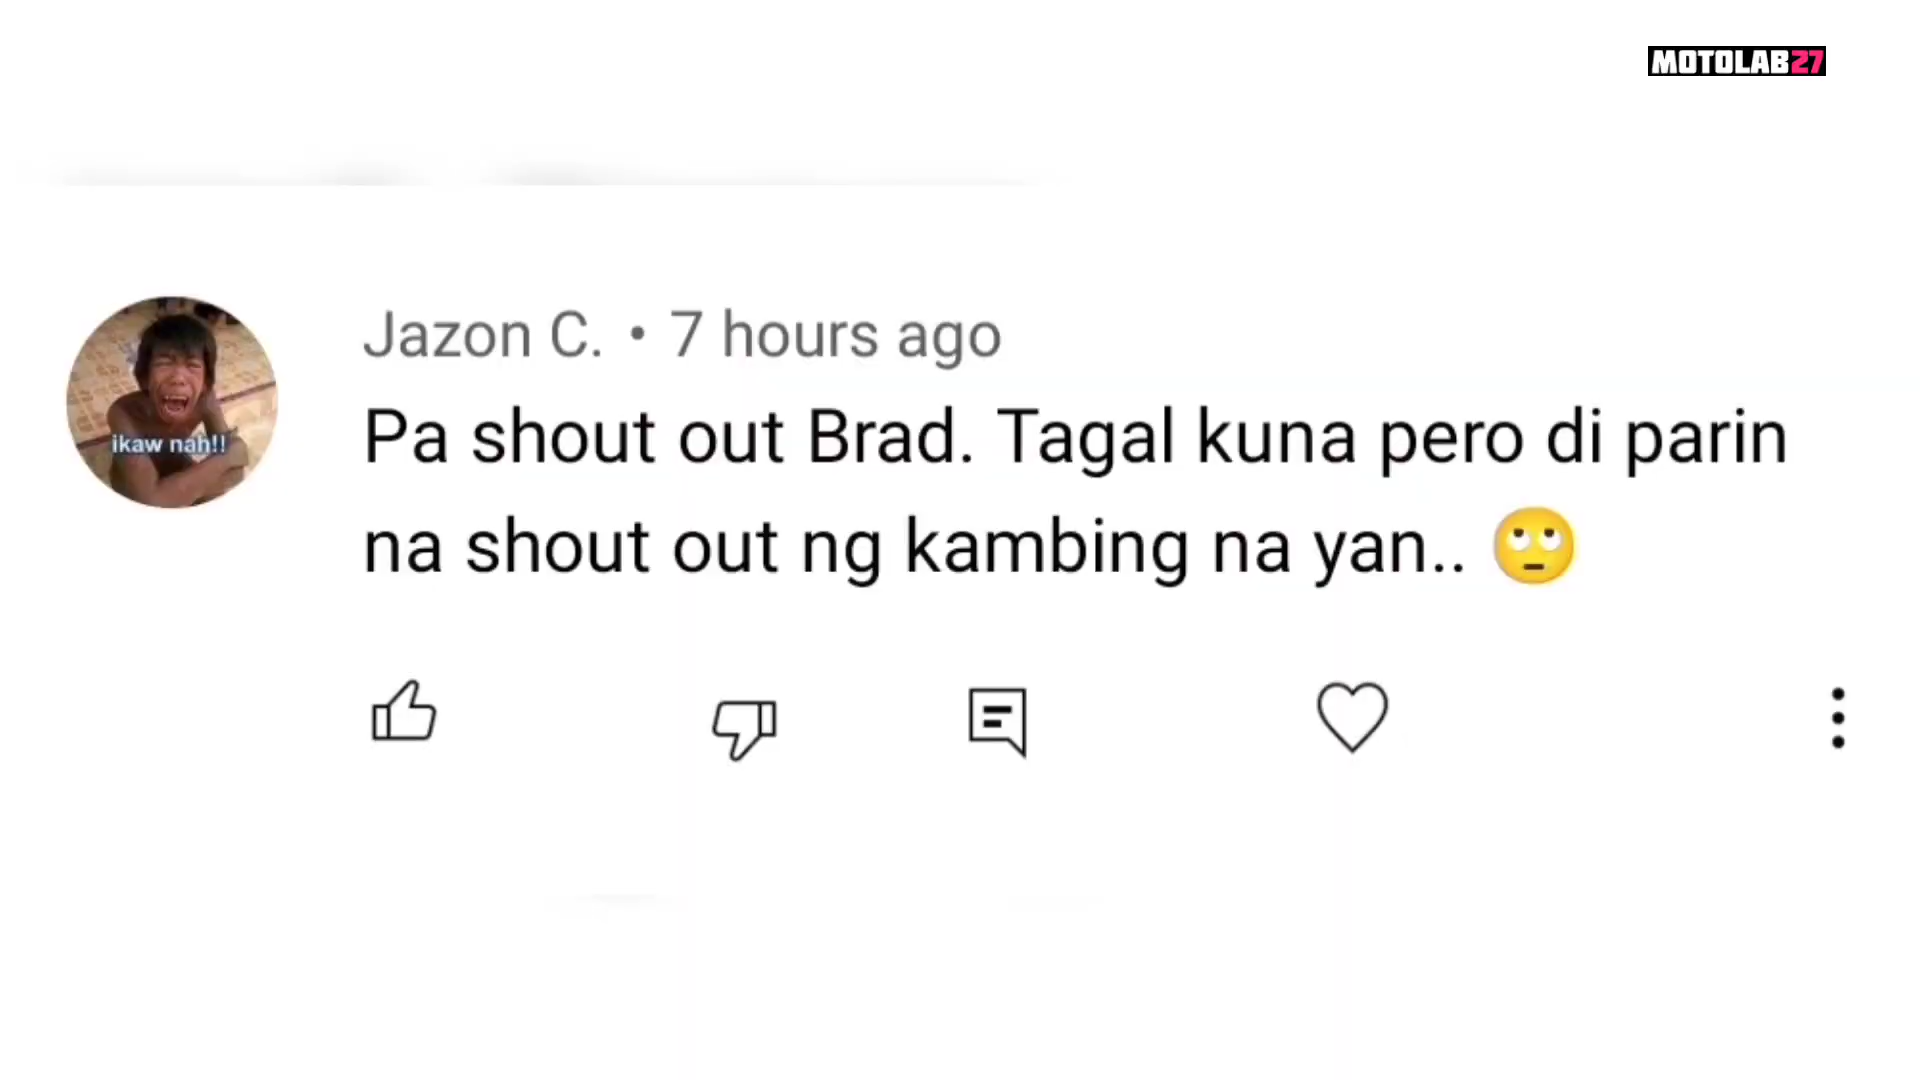 MOTOLAB27
Jazon C. • 7 hours ago
Pa shout out Brad. Tagal kuna pero di parin
na shout out ng kambing na yan.. 🙄
ikaw nah!!